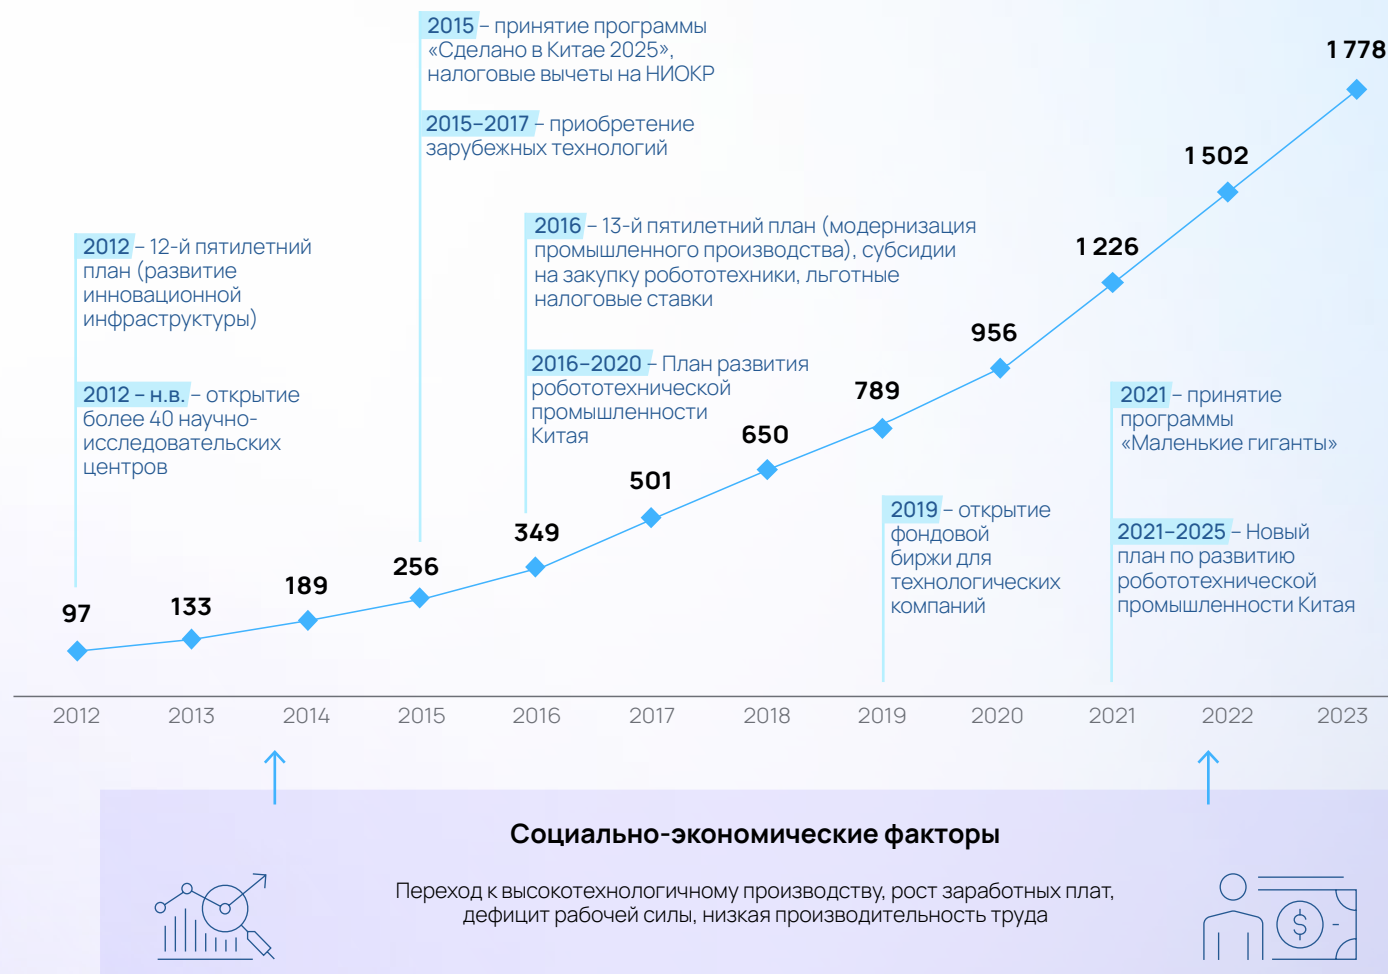 2015 – принятие программы
«Сделано в Китае 2025»,
налоговые вычеты на НИОКР
2015–2017 – приобретение
зарубежных технологий
2012 – 12-й пятилетний
план (развитие
инновационной
инфраструктуры)
2012 – н.в. – открытие
более 40 научно-
исследовательских
центров
2016 – 13-й пятилетний план (модернизация
промышленного производства), субсидии
на закупку робототехники, льготные
налоговые ставки
2016–2020 – План развития
робототехнической
промышленности
Китая
2019 – открытие
фондовой
биржи для
технологических
компаний
2021 – принятие
программы
«Маленькие гиганты»
2021–2025 – Новый
план по развитию
робототехнической
промышленности Китая
97
133
189
256
349
501
650
789
956
1 226
1 502
1 778
2012
2013
2014
2015
2016
2017
2018
2019
2020
2021
2022
2023
Социально-экономические факторы
Переход к высокотехнологичному производству, рост заработных плат,
дефицит рабочей силы, низкая производительность труда
$